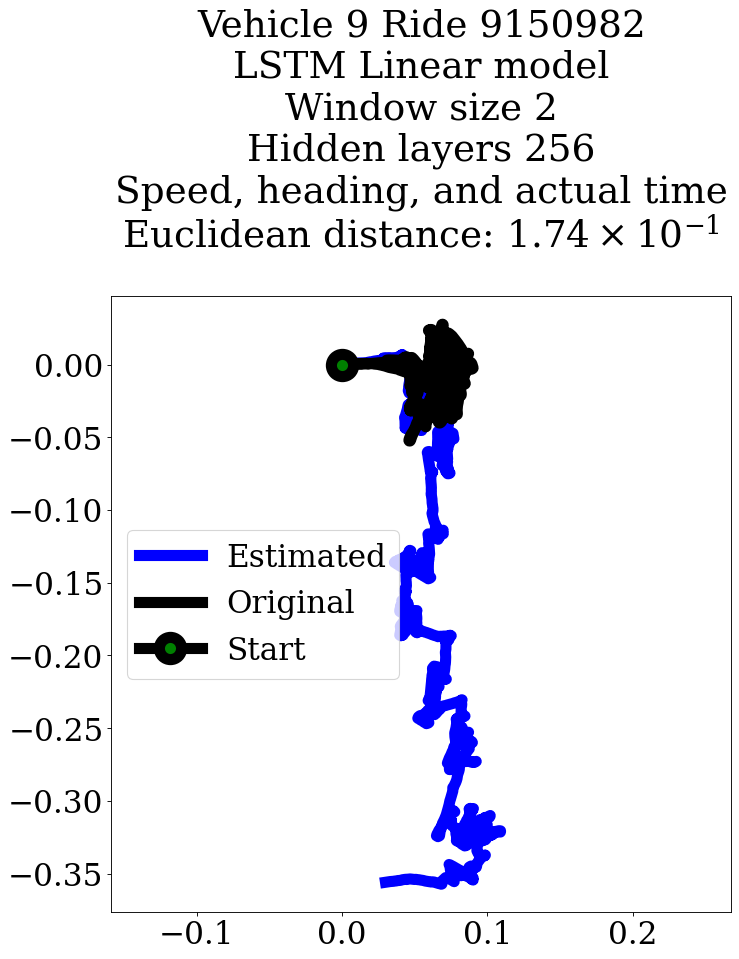 Vehicle 9 Ride 9150982
LSTM Linear model
Window size 2
Hidden layers 256
Speed, heading, and actual time
Euclidean distance: 1.74 × 10⁻¹
0.00
−0.05
−0.10
−0.15
−0.20
−0.25
−0.30
−0.35
Estimated
Original
Start
−0.1 0.0 0.1 0.2